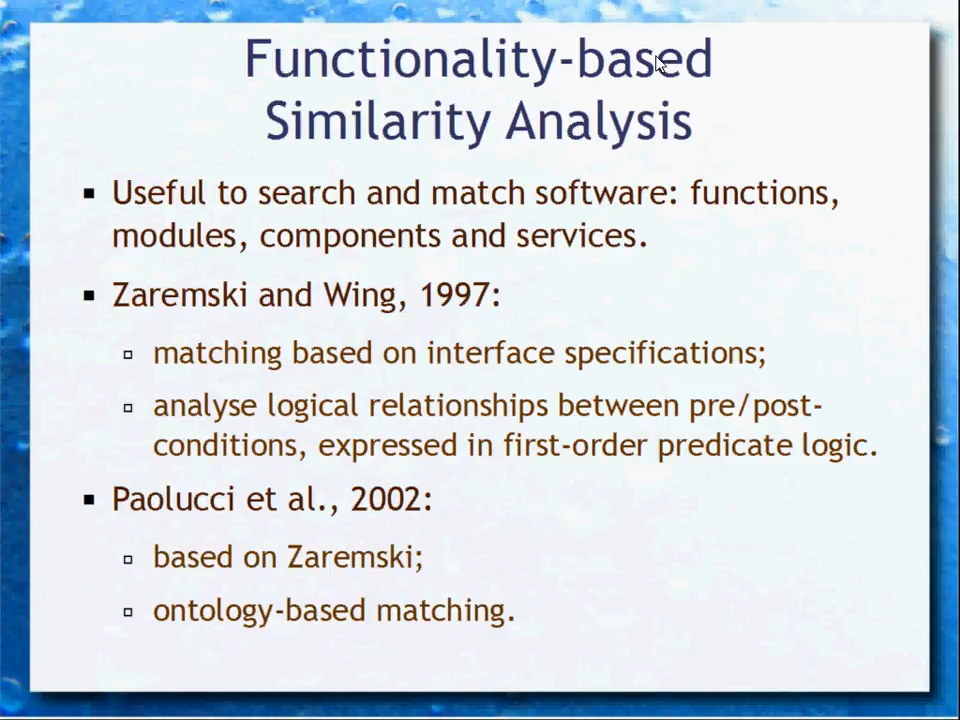 Functionality-based
Similarity Analysis
▪ Useful to search and match software: functions,
modules, components and services.
▪ Zaremski and Wing, 1997:
▫ matching based on interface specifications;
▫ analyse logical relationships between pre/post-
conditions, expressed in first-order predicate logic.
▪ Paolucci et al., 2002:
▫ based on Zaremski;
▫ ontology-based matching.